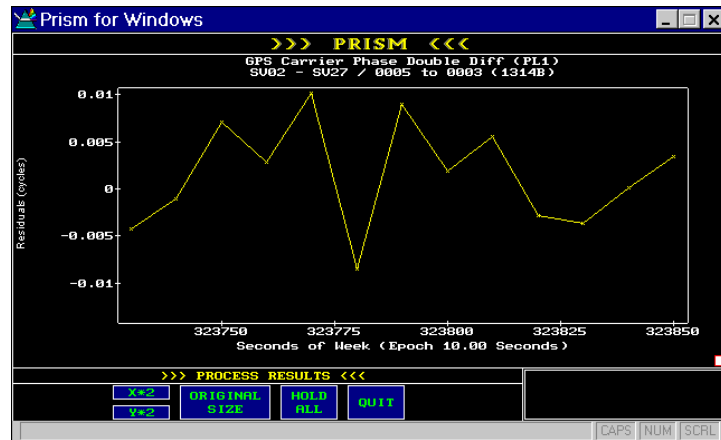 Prism for Windows
>>> PRISM <<<
GPS Carrier Phase Double Diff (PL1)
SV02 - SV27 / 0005 to 0003 (1314B)
0.01
0.005
0
-0.005
-0.01
Residuals (cycles)
323750 323775 323800 323825 323850
Seconds of Week (Epoch 10.00 Seconds)
>>> PROCESS RESULTS <<<
X*2
Y*2
ORIGINAL
SIZE
HOLD
ALL
QUIT
CAPS NUM SCRL